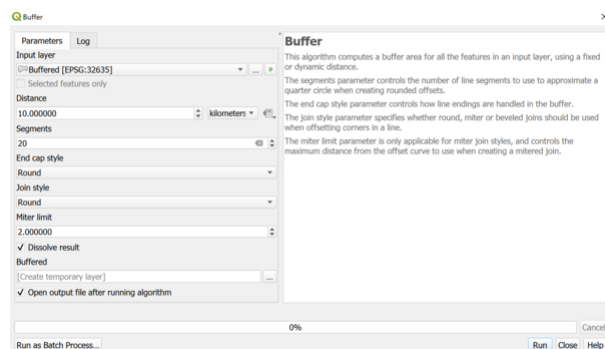 Buffer
Parameters Log
Input layer
Buffered [EPSG:32635]
...
Selected features only
Distance
10.000000
kilometers
Segments
20
End cap style
Round
Join style
Round
Miter limit
2.000000
✓ Dissolve result
Buffered
[Create temporary layer]
...
✓ Open output file after running algorithm
Buffer
This algorithm computes a buffer area for all the features in an input layer, using a fixed
or dynamic distance.
The segments parameter controls the number of line segments to use to approximate a
quarter circle when creating rounded offsets.
The end cap style parameter controls how line endings are handled in the buffer.
The join style parameter specifies whether round, miter or beveled joins should be used
when offsetting corners in a line.
The miter limit parameter is only applicable for miter join styles, and controls the
maximum distance from the offset curve to use when creating a mitered join.
0%
Cancel
Run as Batch Process...
Run Close Help